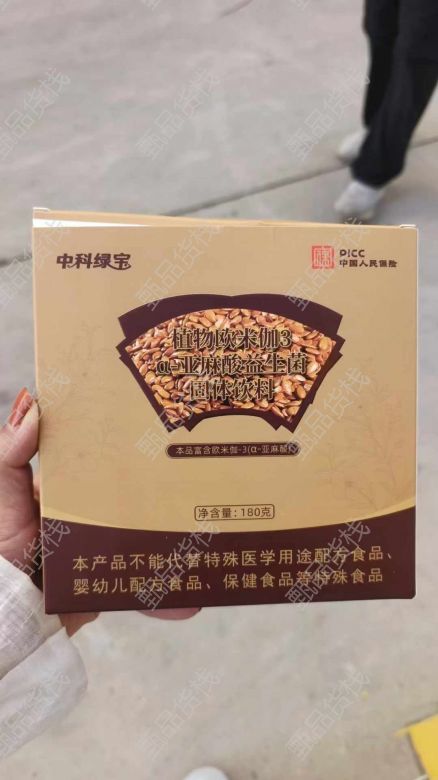 中科绿宝
PICC
中国人民保险
植物欧米伽3
α-亚麻酸益生菌
固体饮料
本品富含欧米伽-3(α-亚麻酸)
净含量：180克
本产品不能代替特殊医学用途配方食品、
婴幼儿配方食品、保健食品等特殊食品
甄品货栈